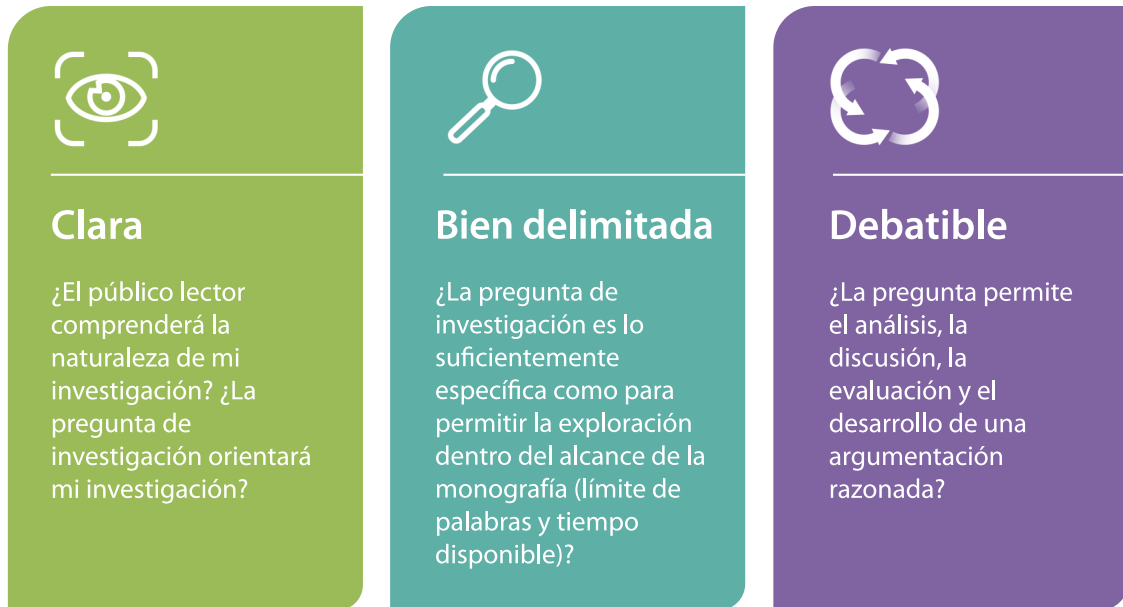 Clara
¿El público lector
comprenderá la
naturaleza de mi
investigación? ¿La
pregunta de
investigación orientará
mi investigación?
Bien delimitada
¿La pregunta de
investigación es lo
suficientemente
específica como para
permitir la exploración
dentro del alcance de la
monografía (límite de
palabras y tiempo
disponible)?
Debatible
¿La pregunta permite
el análisis, la
discusión, la
evaluación y el
desarrollo de una
argumentación
razonada?